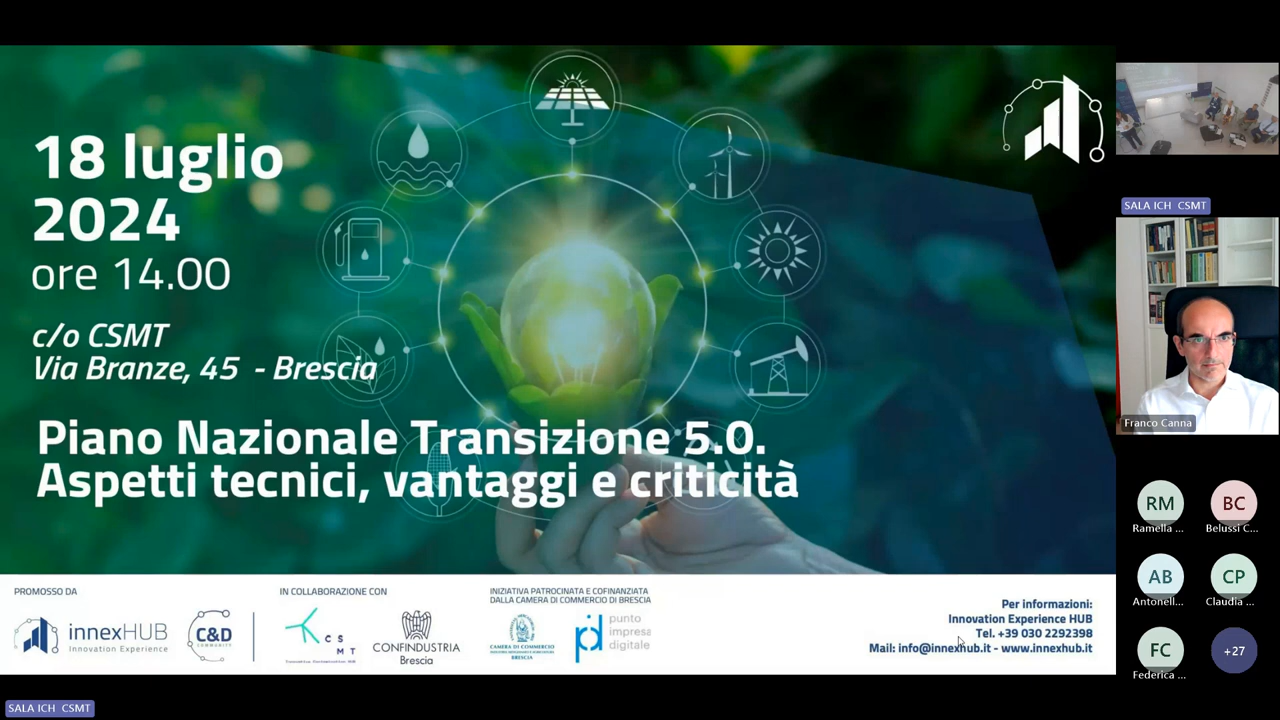 18 luglio
2024
ore 14.00
c/o CSMT
Via Branze, 45 - Brescia
Piano Nazionale Transizione 5.0.
Aspetti tecnici, vantaggi e criticità
PROMOSSO DA
innexHUB
Innovation Experience
C&D
COMMUNITY
IN COLLABORAZIONE CON
CSMT
CONFINDUSTRIA
Brescia
INIZIATIVA PATROCINATA E COFINANZIATA
DALLA CAMERA DI COMMERCIO DI BRESCIA
CAMERA DI COMMERCIO
BRESCIA
pid
punto
impresa
digitale
Per informazioni:
Innovation Experience HUB
Tel. +39 030 2292398
Mail: info@innexhub.it - www.innexhub.it
SALA ICH CSMT
SALA ICH CSMT
Franco Canna
RM
Ramella ...
BC
Belussi C...
AB
Antonell...
CP
Claudia ...
FC
Federica ...
+27